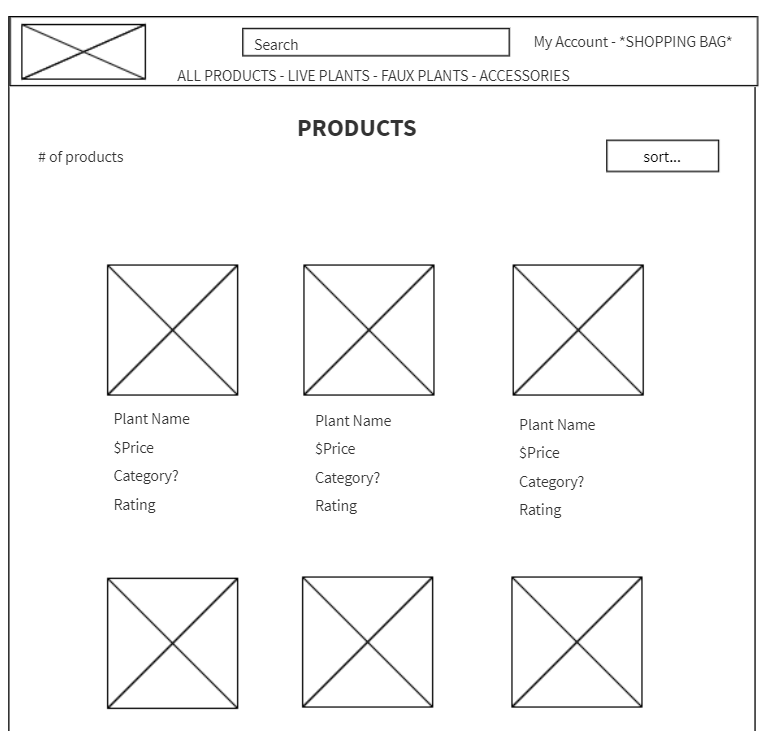 Search
My Account - *SHOPPING BAG*
ALL PRODUCTS - LIVE PLANTS - FAUX PLANTS - ACCESSORIES
PRODUCTS
# of products
sort...
Plant Name
$Price
Category?
Rating
Plant Name
$Price
Category?
Rating
Plant Name
$Price
Category?
Rating